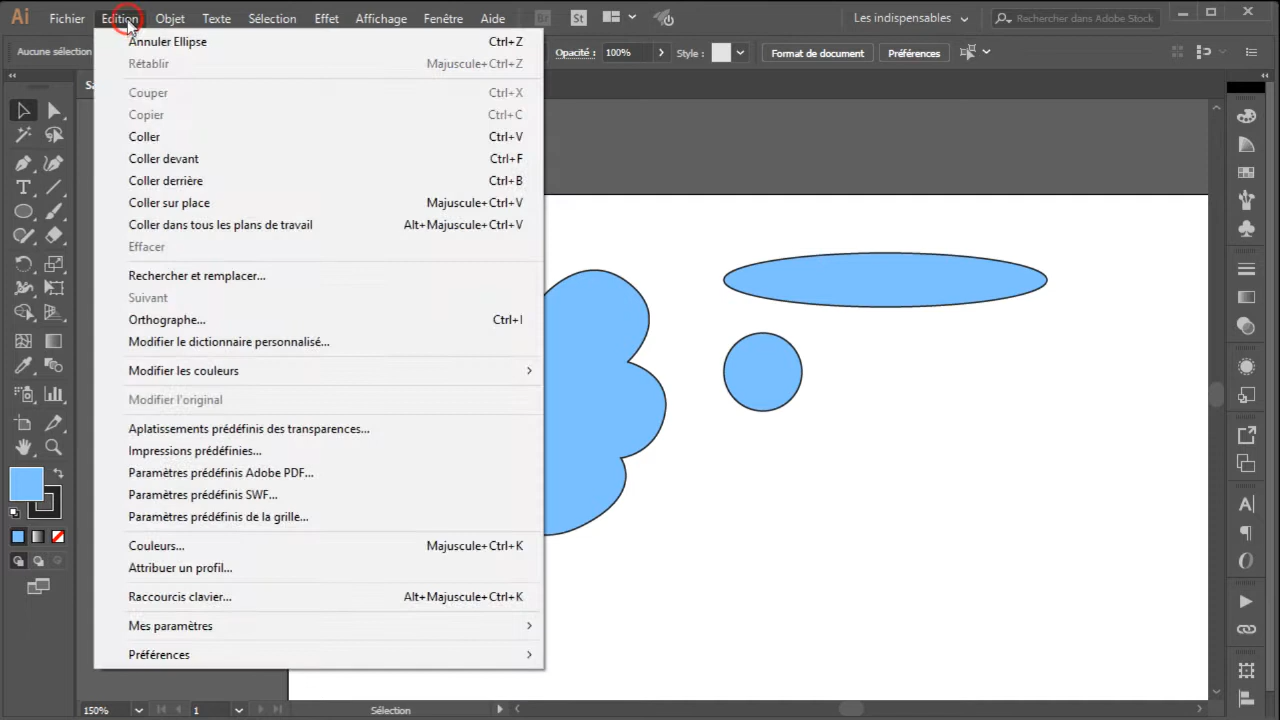 Ai Fichier Edition Objet Texte Sélection Effet Affichage Fenêtre Aide Br St Les indispensables Rechercher dans Adobe Stock
Aucune sélection Opacité : 100% Style : Format de document Préférences
Annuler Ellipse Ctrl+Z
Rétablir Majuscule+Ctrl+Z
Couper Ctrl+X
Copier Ctrl+C
Coller Ctrl+V
Coller devant Ctrl+F
Coller derrière Ctrl+B
Coller sur place Majuscule+Ctrl+V
Coller dans tous les plans de travail Alt+Majuscule+Ctrl+V
Effacer
Rechercher et remplacer...
Suivant
Orthographe... Ctrl+I
Modifier le dictionnaire personnalisé...
Modifier les couleurs
Modifier l'original
Aplatissements prédéfinis des transparences...
Impressions prédéfinies...
Paramètres prédéfinis Adobe PDF...
Paramètres prédéfinis SWF...
Paramètres prédéfinis de la grille...
Couleurs... Majuscule+Ctrl+K
Attribuer un profil...
Raccourcis clavier... Alt+Majuscule+Ctrl+K
Mes paramètres
Préférences
150% 1 Sélection